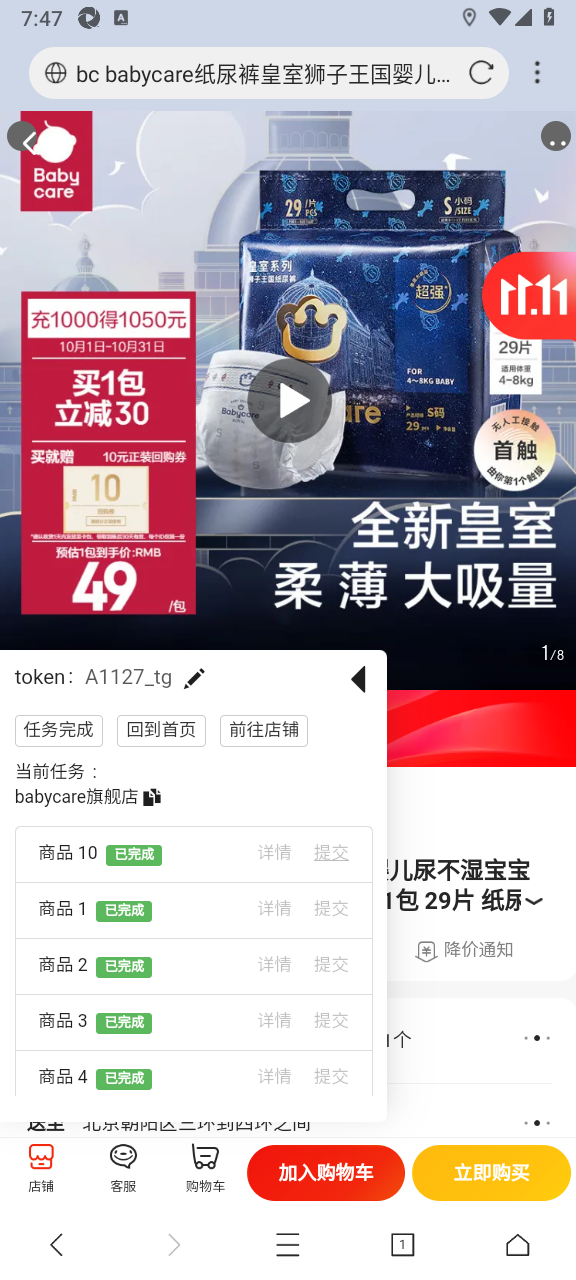 7:47
bc babycare纸尿裤皇室狮子王国婴儿...
Baby
care
29/片
PCS
S 小码
/SIZE
皇室系列
狮子王国纸尿裤
超强
11.11
充1000得1050元
10月1日-10月31日
买1包
立减30
买就赠 10元正装回购券
10
预估1包到手价:RMB
49
/包
FOR
4~8KG BABY
S码
29
29片
适用体重
4-8kg
Babycare
care
无人工接触
首触
由你第1个触摸
全新皇室
柔薄大吸量
1/8
token： A1127_tg
任务完成 回到首页 前往店铺
当前任务：
babycare旗舰店
商品 10 已完成 详情 提交
商品 1 已完成 详情 提交
商品 2 已完成 详情 提交
商品 3 已完成 详情 提交
商品 4 已完成 详情 提交
儿尿不湿宝宝
1包 29片 纸尿
降价通知
个
送至 北京朝阳区三环到四环之间
店铺
客服
购物车
加入购物车
立即购买
1